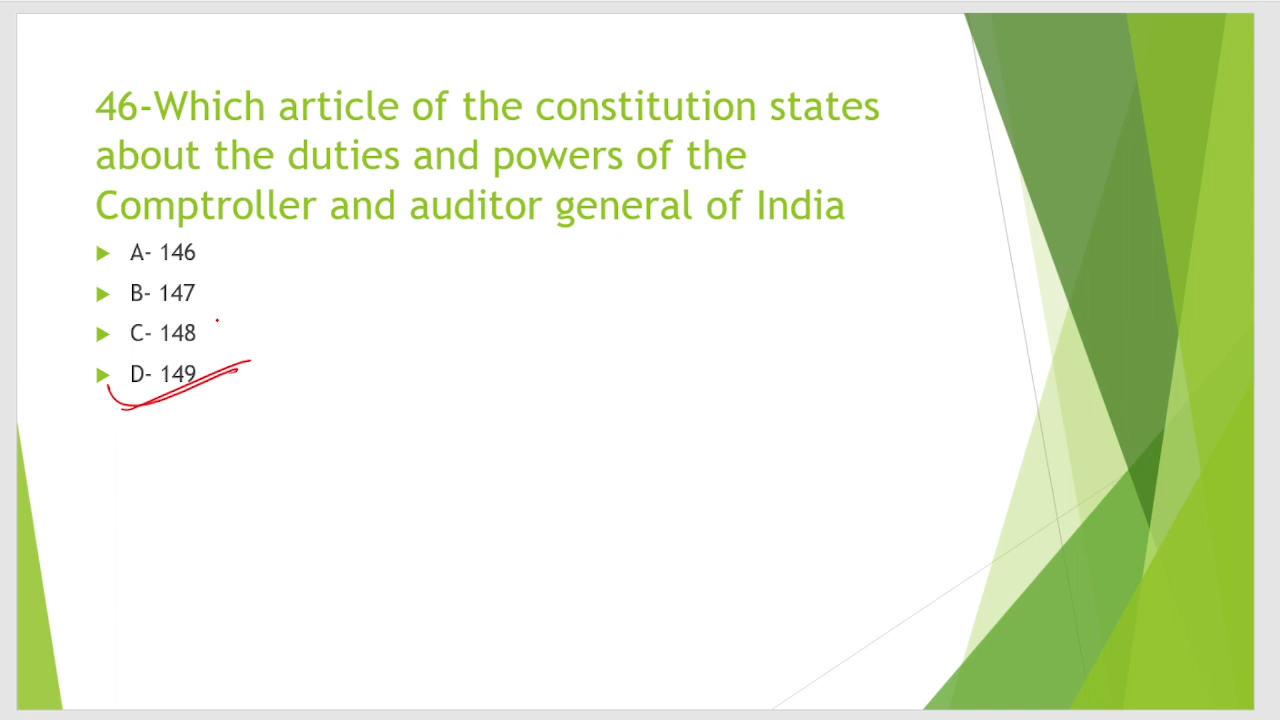 46-Which article of the constitution states
about the duties and powers of the
Comptroller and auditor general of India
A- 146
B- 147
C- 148
D- 149